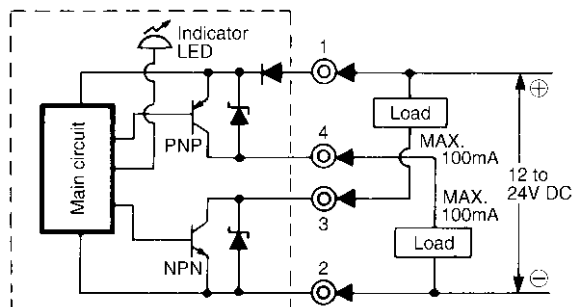 Indicator
LED
1
⊕
Load
PNP
4
MAX.
100mA
Main circuit
12 to
24V DC
MAX.
100mA
3
Load
NPN
2
⊖